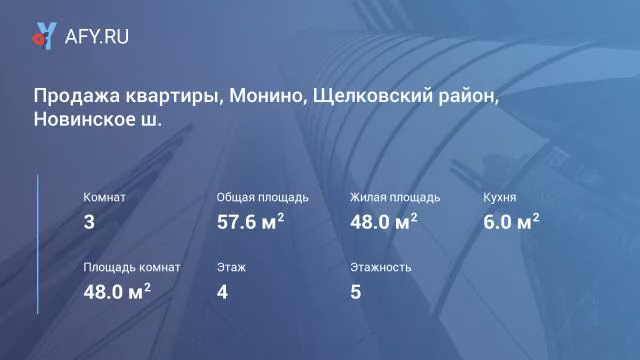 AFY.RU
Продажа квартиры, Монино, Щелковский район,
Новинское ш.
Комнат
3
Общая площадь
57.6 м²
Жилая площадь
48.0 м²
Кухня
6.0 м²
Площадь комнат
48.0 м²
Этаж
4
Этажность
5